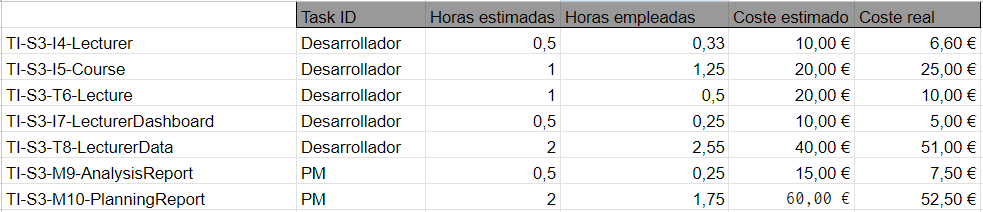 Task ID Horas estimadas Horas empleadas Coste estimado Coste real
TI-S3-I4-Lecturer Desarrollador 0,5 0,33 10,00 € 6,60 €
TI-S3-I5-Course Desarrollador 1 1,25 20,00 € 25,00 €
TI-S3-T6-Lecture Desarrollador 1 0,5 20,00 € 10,00 €
TI-S3-I7-LecturerDashboard Desarrollador 0,5 0,25 10,00 € 5,00 €
TI-S3-T8-LecturerData Desarrollador 2 2,55 40,00 € 51,00 €
TI-S3-M9-AnalysisReport PM 0,5 0,25 15,00 € 7,50 €
TI-S3-M10-PlanningReport PM 2 1,75 60,00 € 52,50 €